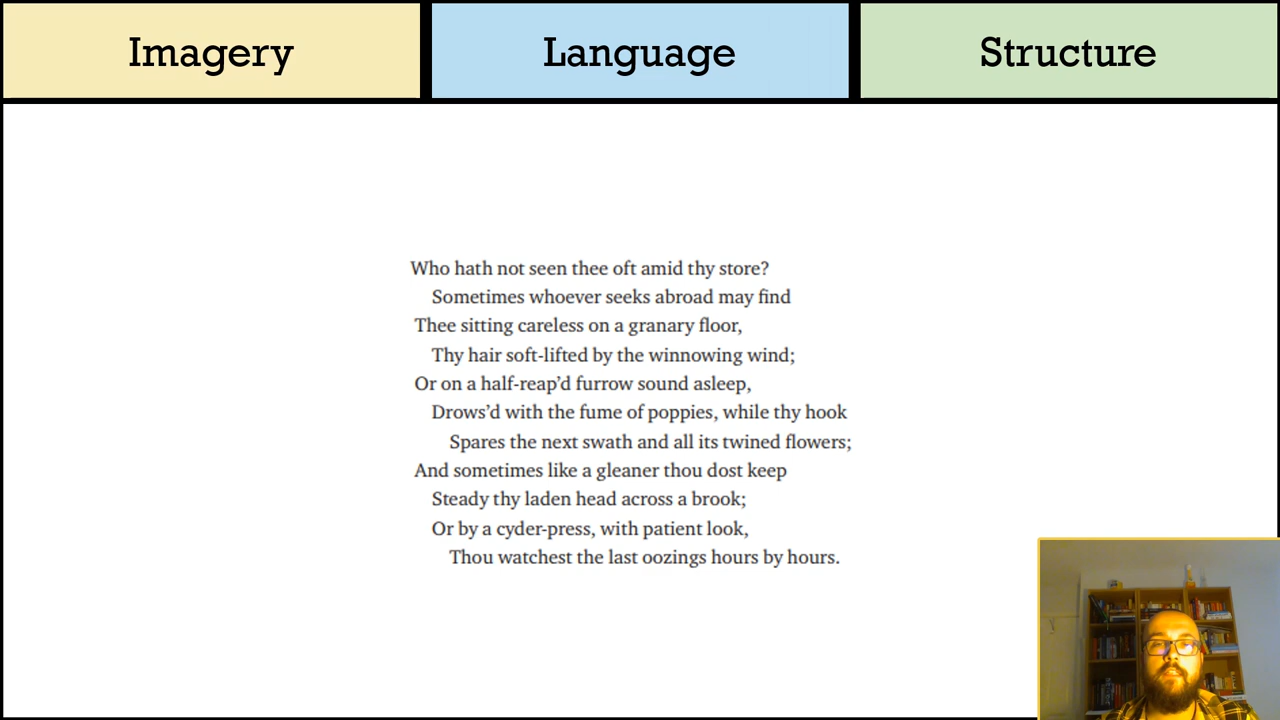 Imagery
Language
Structure
Who hath not seen thee oft amid thy store?
Sometimes whoever seeks abroad may find
Thee sitting careless on a granary floor,
Thy hair soft-lifted by the winnowing wind;
Or on a half-reap’d furrow sound asleep,
Drows’d with the fume of poppies, while thy hook
Spares the next swath and all its twined flowers;
And sometimes like a gleaner thou dost keep
Steady thy laden head across a brook;
Or by a cyder-press, with patient look,
Thou watchest the last oozings hours by hours.